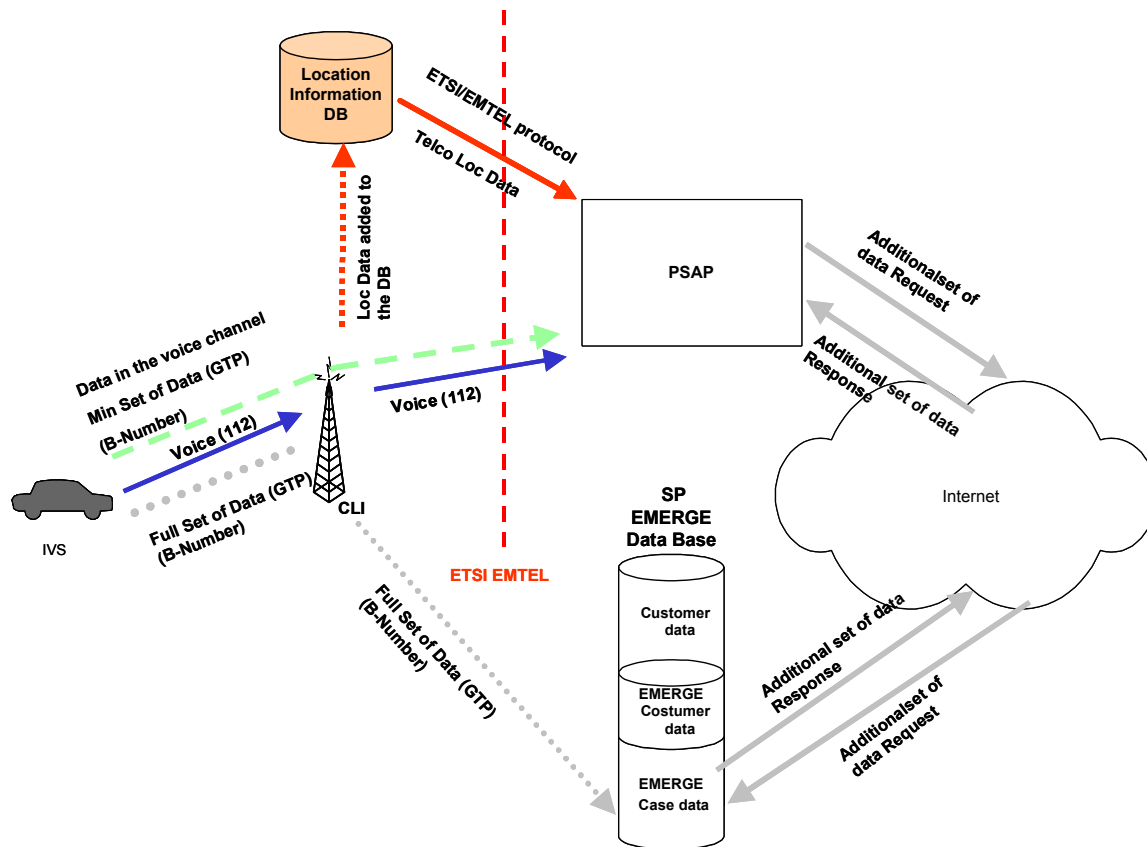 Location
Information
DB
ETSI/EMTEL protocol
Telco Loc Data
Loc Data added to
the DB
PSAP
Additionalset of
data Request
Additional set of data
Response
Data in the voice channel
Min Set of Data (GTP)
(B-Number)
Voice (112)
Voice (112)
Full Set of Data (GTP)
(B-Number)
IVS
CLI
ETSI EMTEL
Full Set of Data (GTP)
(B-Number)
SP
EMERGE
Data Base
Customer
data
EMERGE
Costumer
data
EMERGE
Case data
Internet
Additional set of data
Response
Additionalset of
data Request